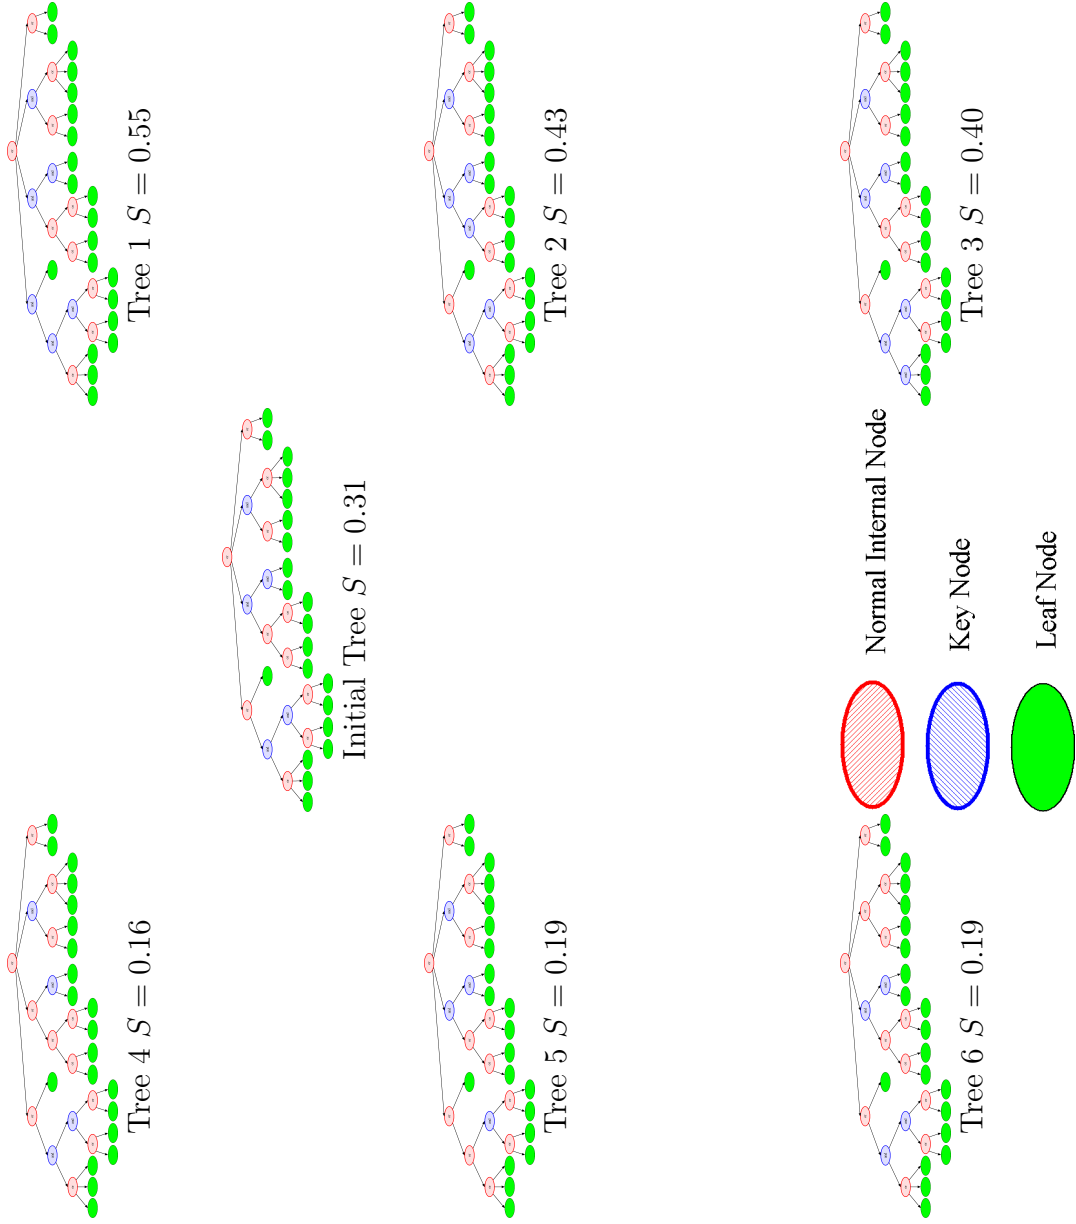 Tree 1 S = 0.55
Tree 2 S = 0.43
Tree 3 S = 0.40
Initial Tree S = 0.31
Normal Internal Node
Key Node
Leaf Node
Tree 4 S = 0.16
Tree 5 S = 0.19
Tree 6 S = 0.19